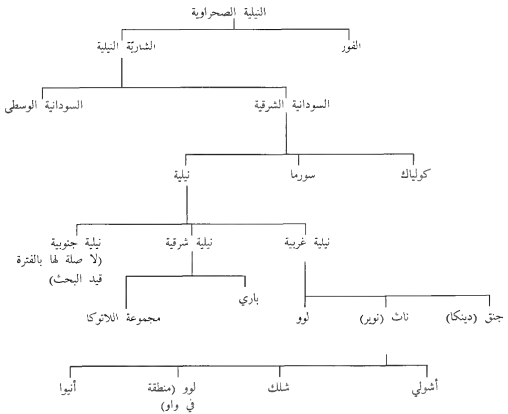 النيلية الصحراوية
الفور
الشاريّة النيلية
السودانية الشرقية
السودانية الوسطى
كولياك
سورما
نيلية
نيلية غربية
نيلية شرقية
نيلية جنوبية
(لا صلة لها بالفترة
قيد البحث)
جنق (دينكا)
ناث (نوير)
لوو
باري
مجموعة اللاتوكا
أشولي
شلك
لوو (منطقة
في واو)
أنيوا